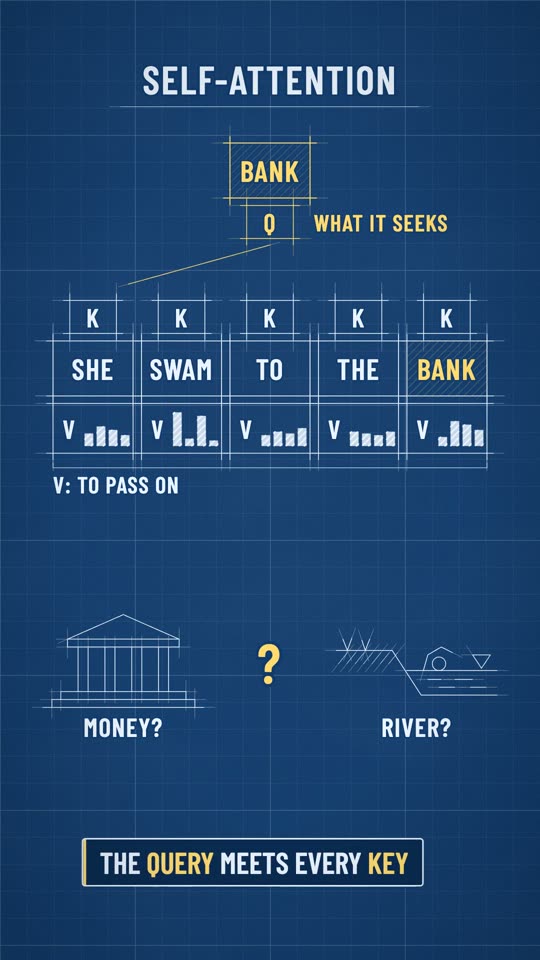 SELF-ATTENTION
BANK
Q WHAT IT SEEKS
K K K K K
SHE SWAM TO THE BANK
V V V V V
V: TO PASS ON
?
MONEY? RIVER?
THE QUERY MEETS EVERY KEY